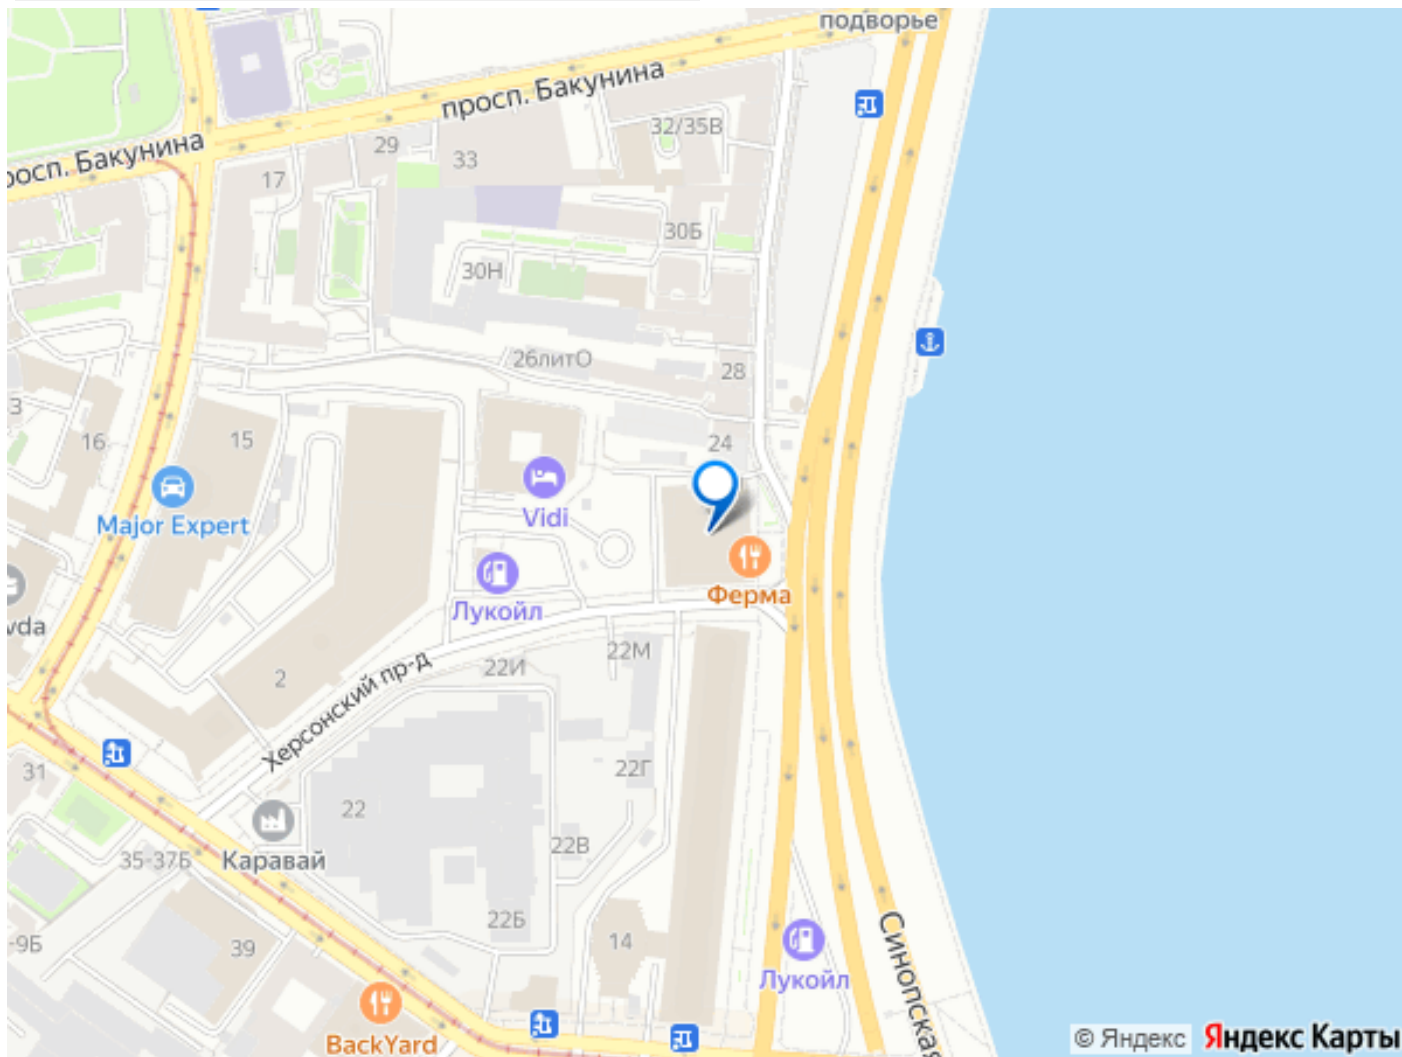 подворье
просп. Бакунина
просп. Бакунина
32/35В
29
33
17
30Б
30Н
26литО
28
3
16
15
24
Major Expert
Vidi
Лукойл
Ферма
vda
22М
22И
2
Херсонский пр-д
31
22Г
22
22В
35-37Б
Каравай
22Б
-9Б
39
14
Лукойл
Синопская
BackYard
© Яндекс Яндекс Карты